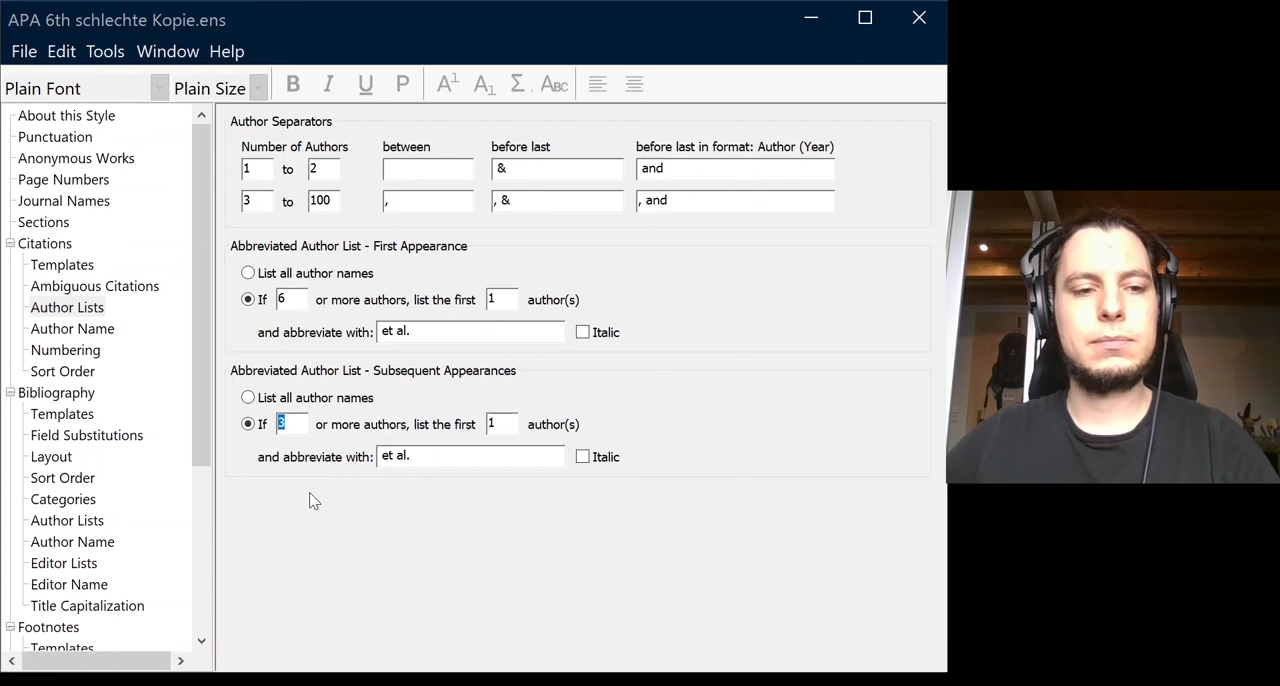 APA 6th schlechte Kopie.ens
File Edit Tools Window Help
Plain Font Plain Size B I U P A1 A1 Σ ABC
About this Style
Punctuation
Anonymous Works
Page Numbers
Journal Names
Sections
Citations
Templates
Ambiguous Citations
Author Lists
Author Name
Numbering
Sort Order
Bibliography
Templates
Field Substitutions
Layout
Sort Order
Categories
Author Lists
Author Name
Editor Lists
Editor Name
Title Capitalization
Footnotes
Templates
Author Separators
Number of Authors between before last before last in format: Author (Year)
1 to 2 & and
3 to 100 , , & , and
Abbreviated Author List - First Appearance
List all author names
If 6 or more authors, list the first 1 author(s)
and abbreviate with: et al. Italic
Abbreviated Author List - Subsequent Appearances
List all author names
If 3 or more authors, list the first 1 author(s)
and abbreviate with: et al. Italic